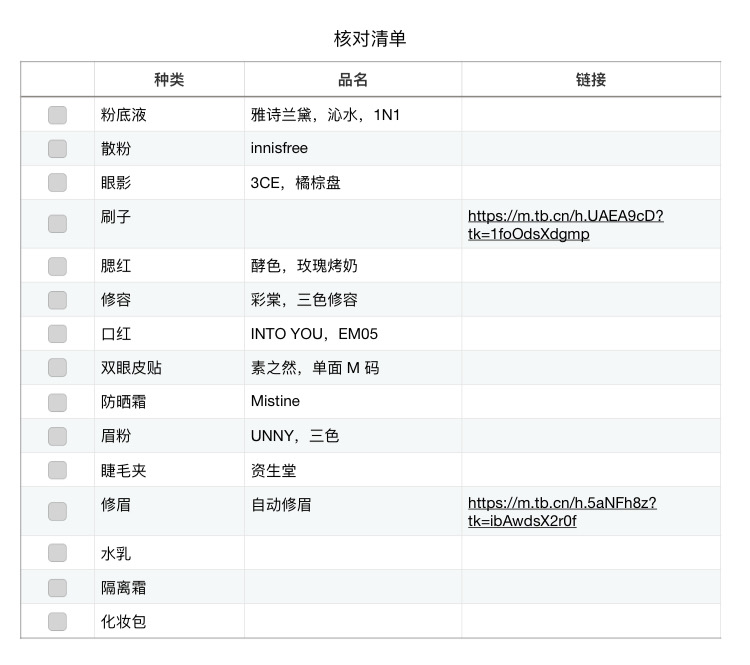 核对清单
种类 品名 链接
粉底液 雅诗兰黛，沁水，1N1
散粉 innisfree
眼影 3CE，橘棕盘
刷子 https://m.tb.cn/h.UAEA9cD?
tk=1foOdsXdgmp
腮红 酵色，玫瑰烤奶
修容 彩棠，三色修容
口红 INTO YOU，EM05
双眼皮贴 素之然，单面 M 码
防晒霜 Mistine
眉粉 UNNY，三色
睫毛夹 资生堂
修眉 自动修眉 https://m.tb.cn/h.5aNFh8z?
tk=ibAwdsX2r0f
水乳
隔离霜
化妆包